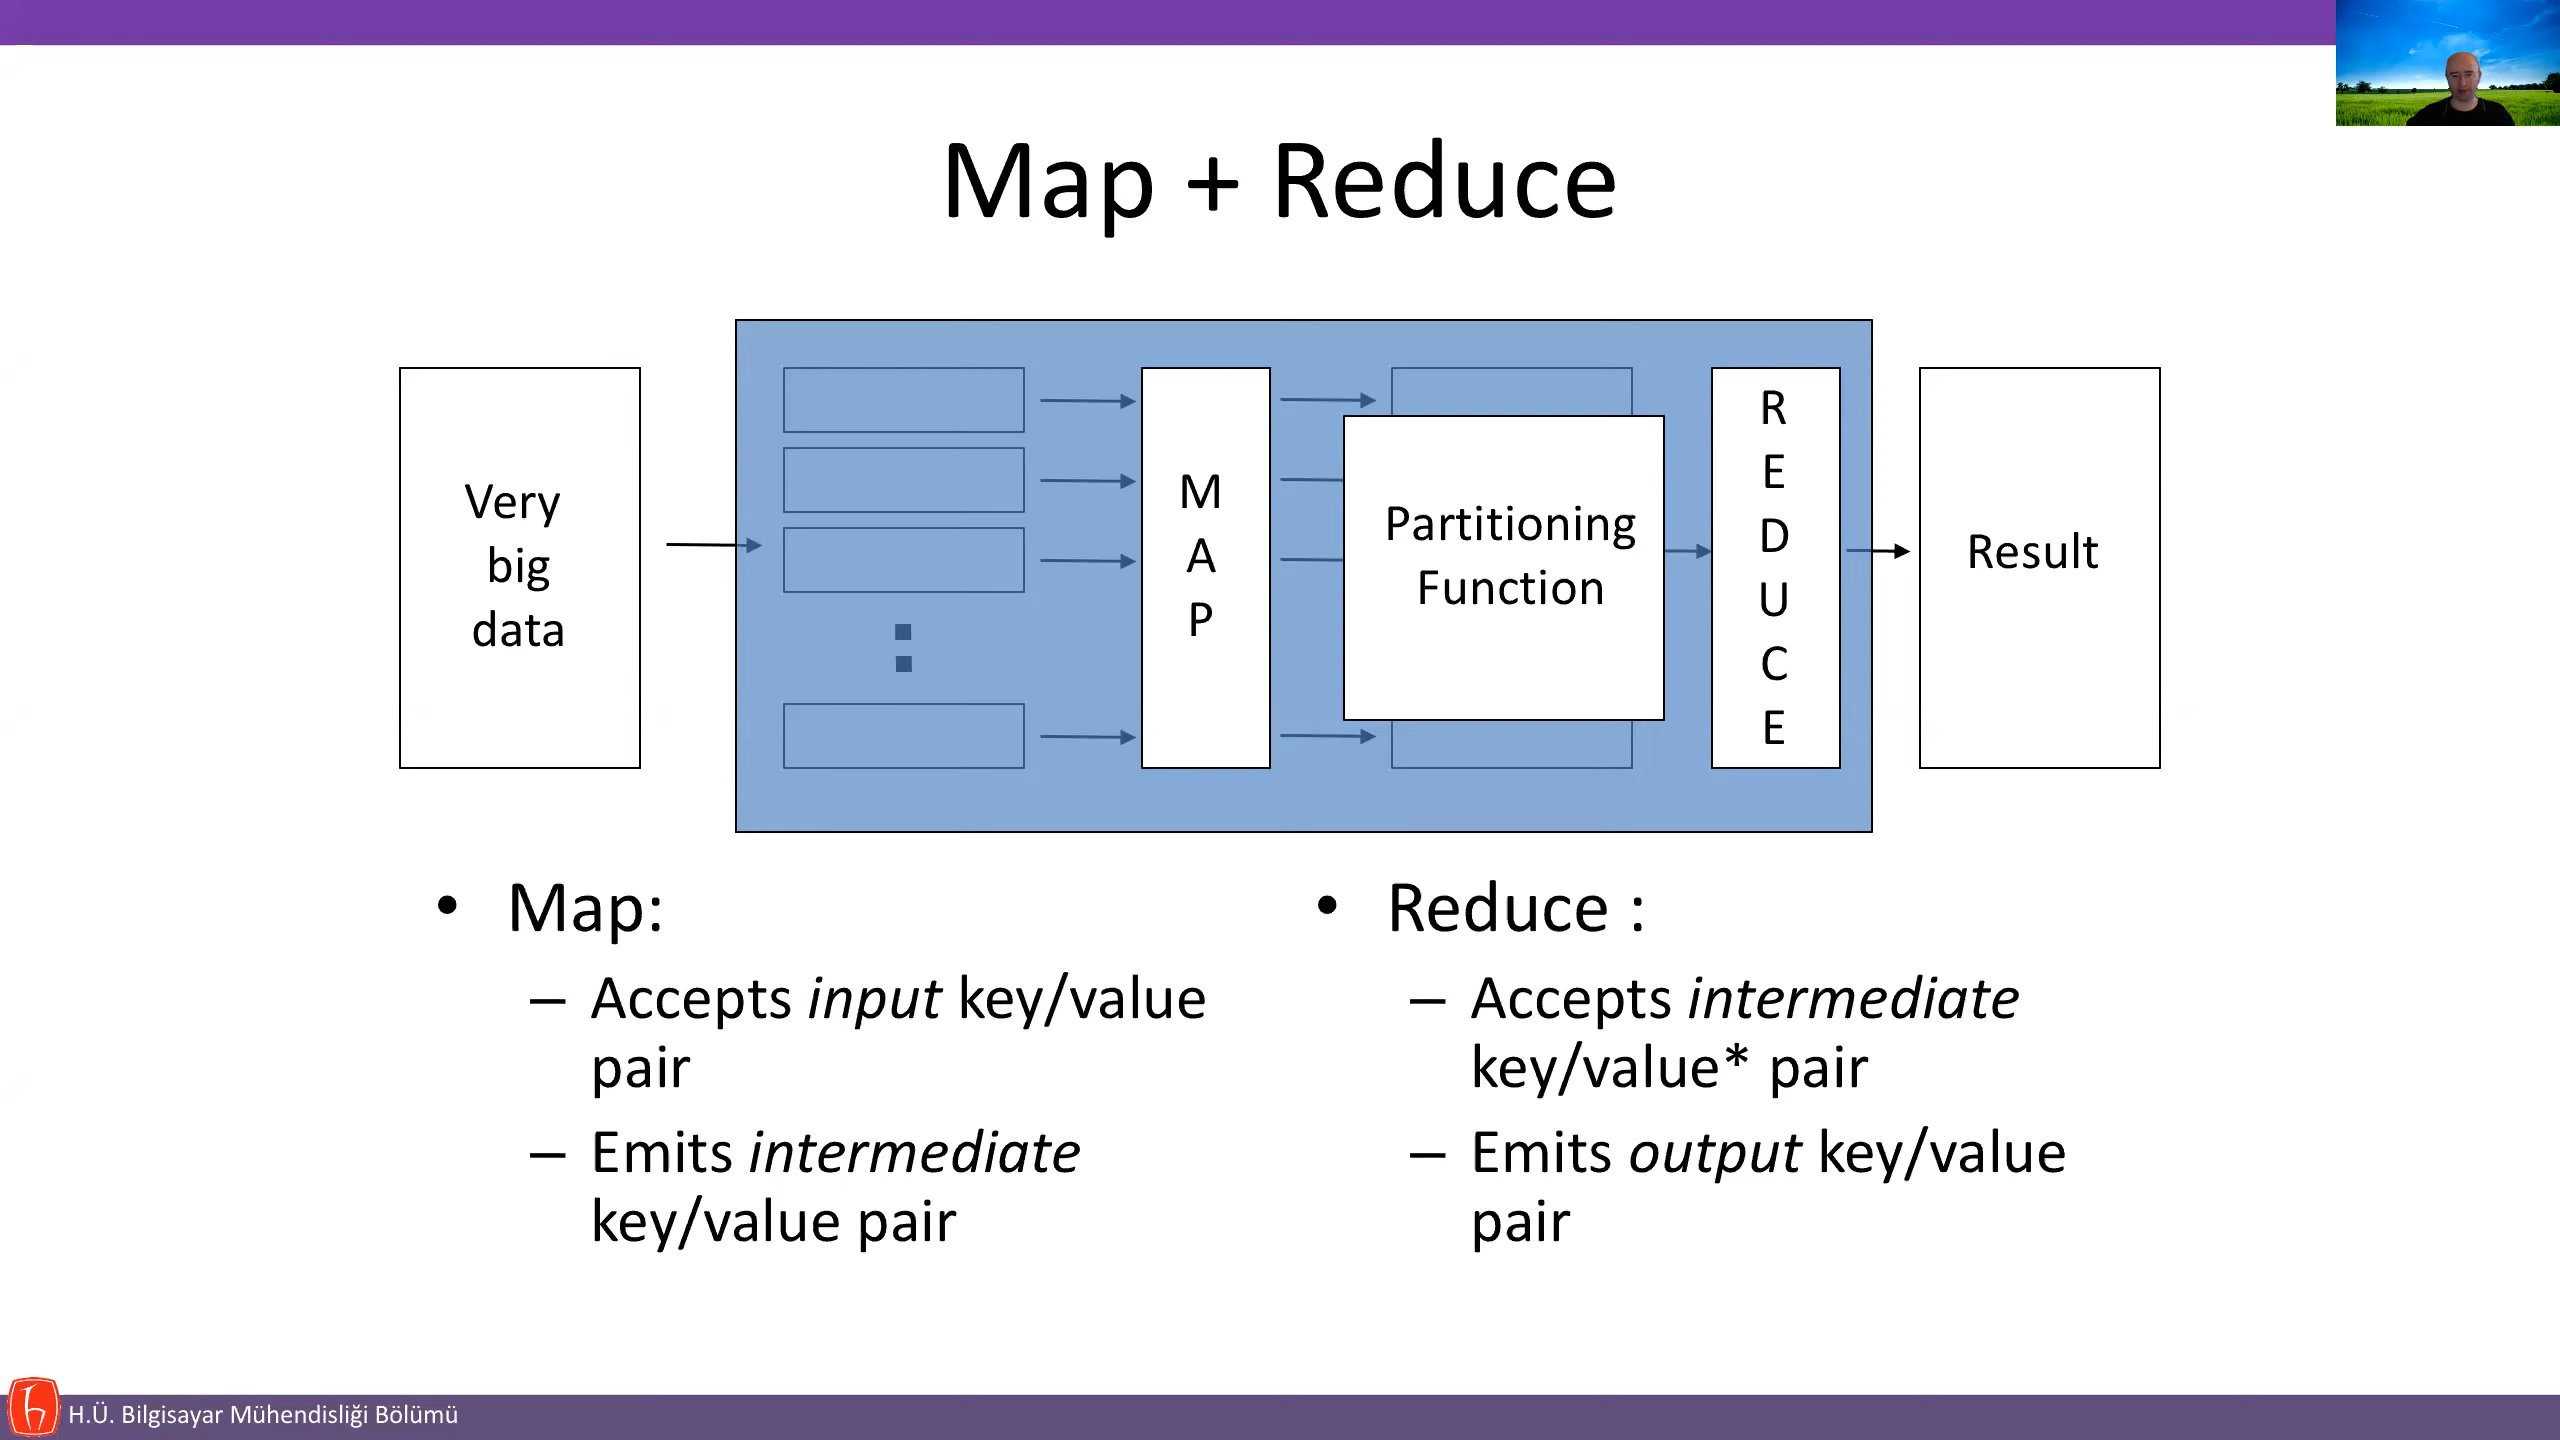 Map + Reduce
Very
big
data
M
A
P
Partitioning
Function
R
E
D
U
C
E
Result
• Map:
– Accepts input key/value
pair
– Emits intermediate
key/value pair
• Reduce :
– Accepts intermediate
key/value* pair
– Emits output key/value
pair
H.Ü. Bilgisayar Mühendisliği Bölümü